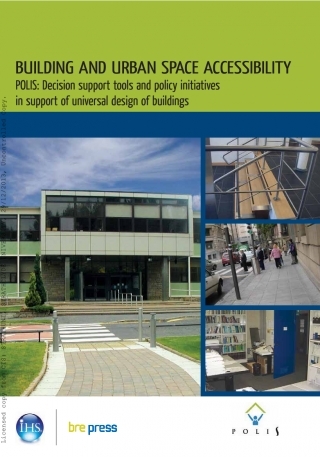 BUILDING AND URBAN SPACE ACCESSIBILITY
POLIS: Decision support tools and policy initiatives
in support of universal design of buildings
IHS
bre press
POLIS